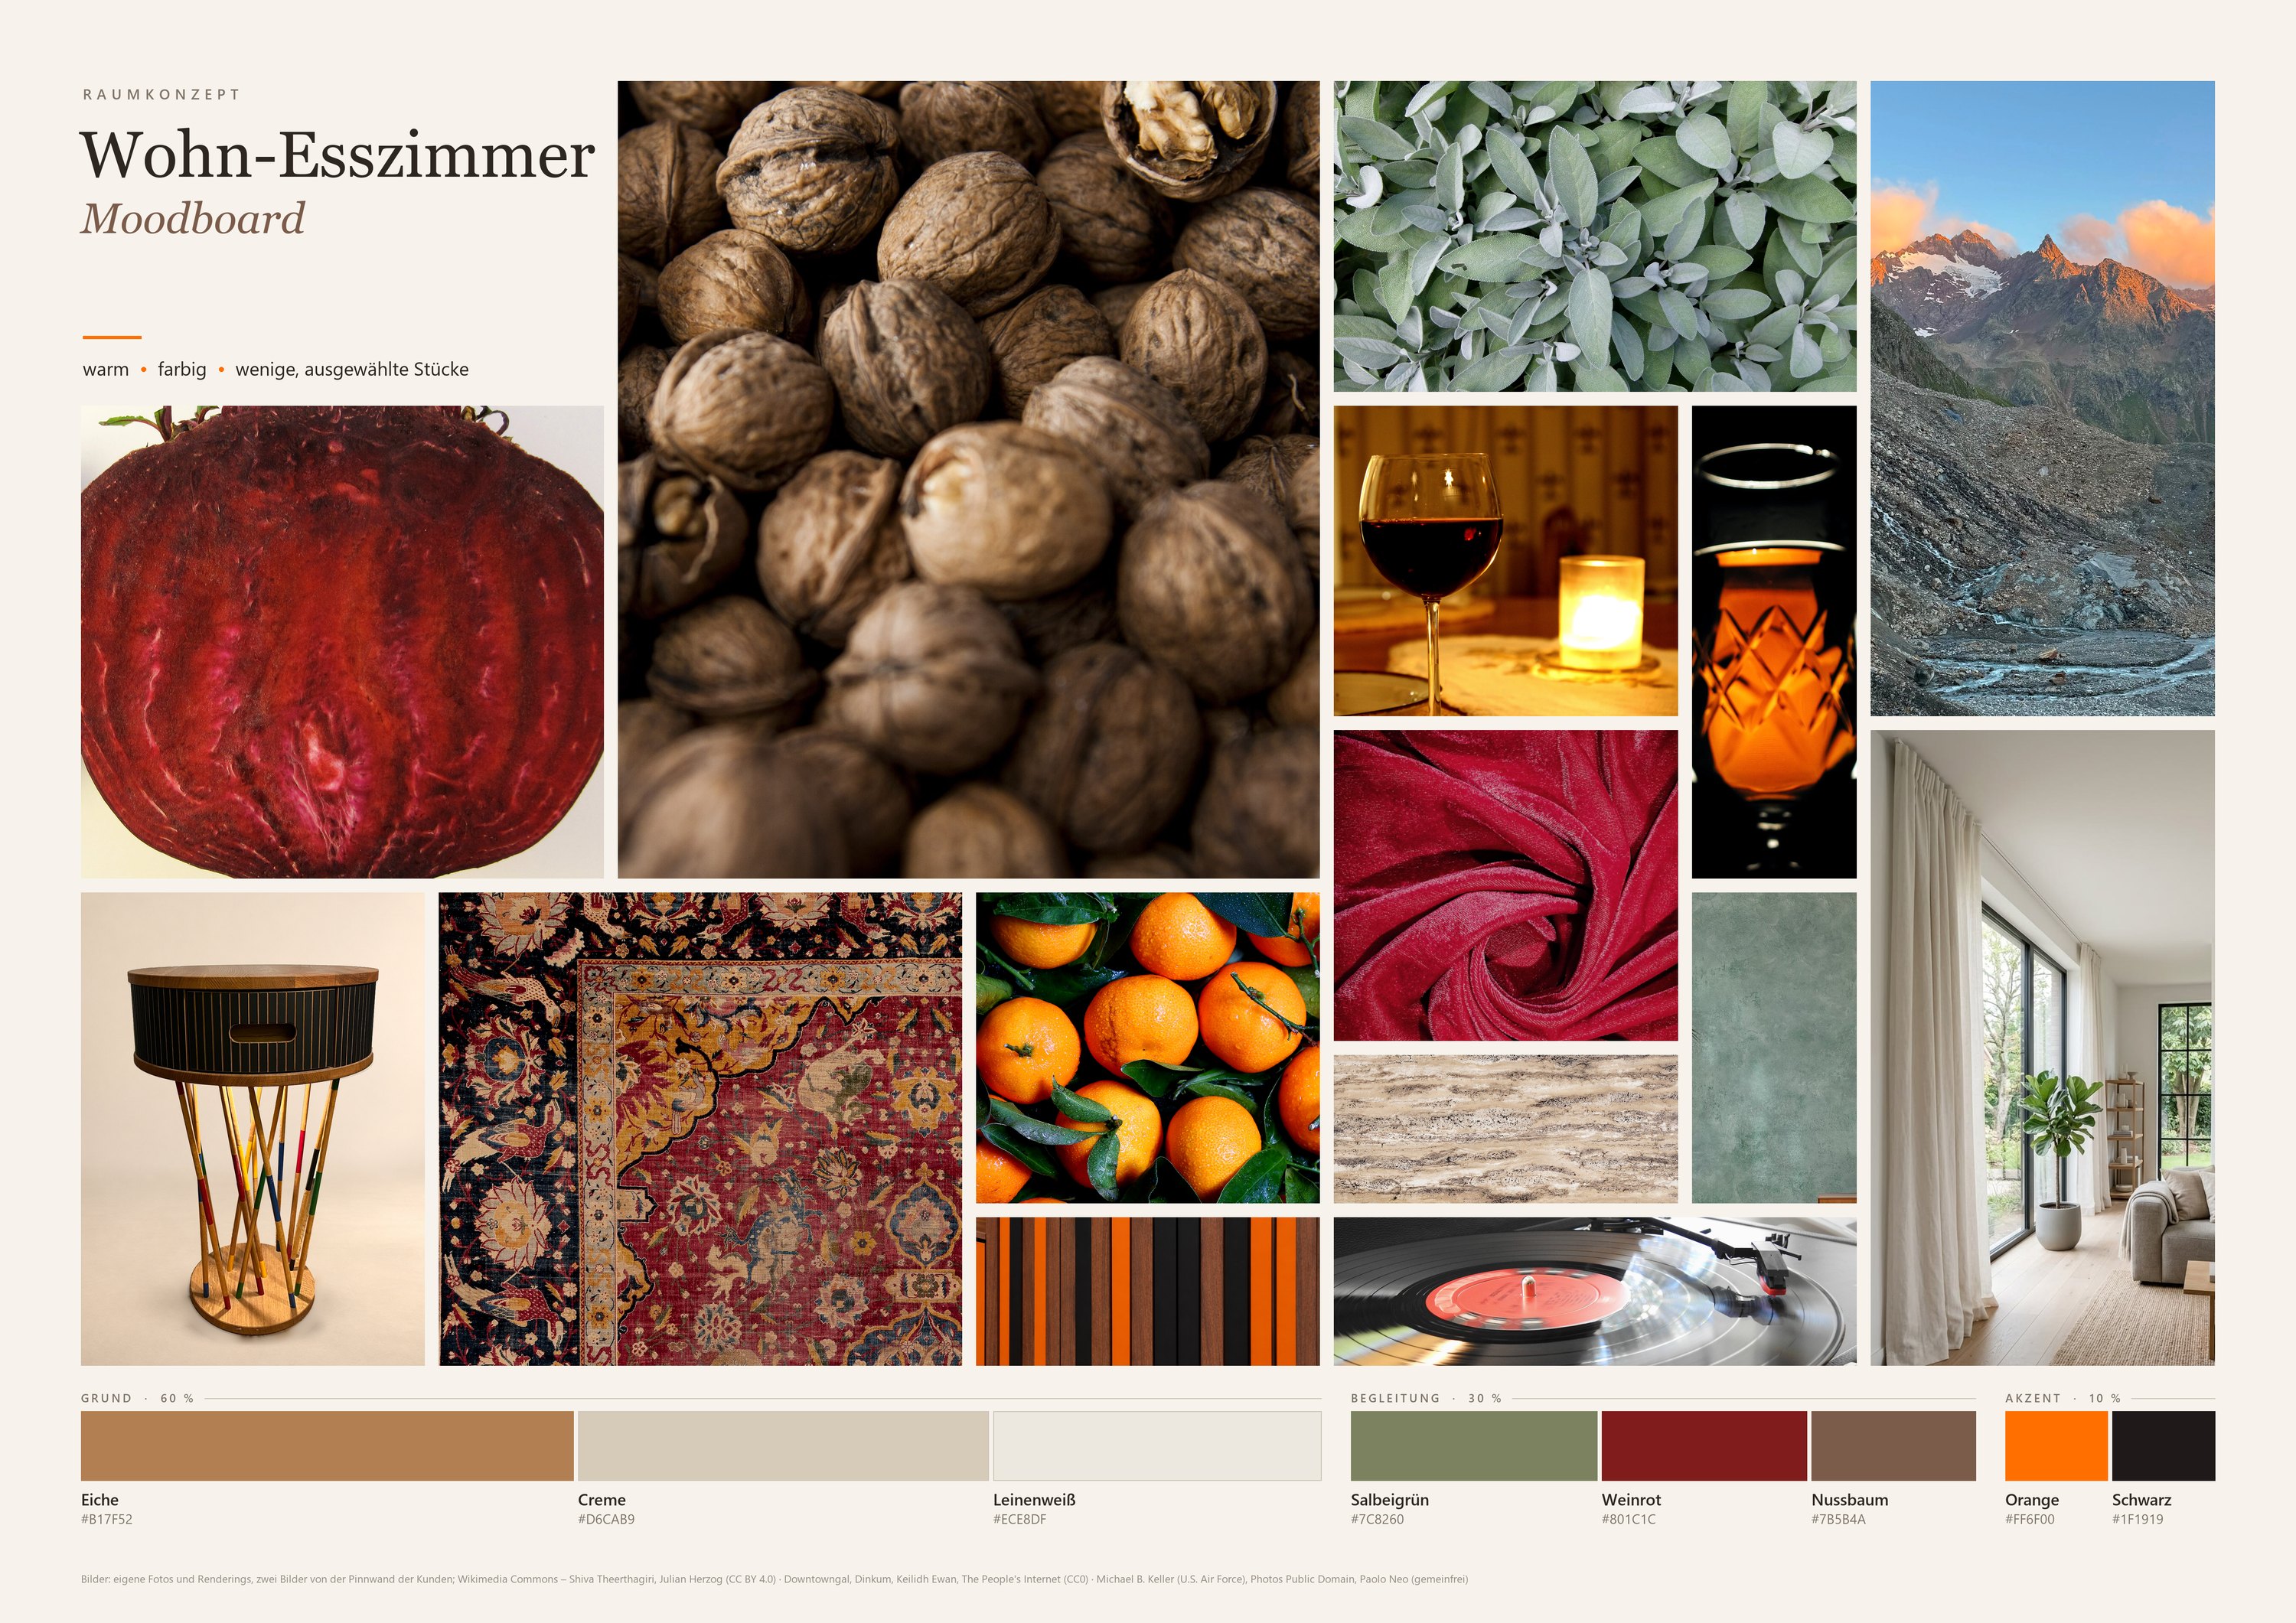 RAUMKONZEPT
Wohn-Esszimmer
Moodboard
warm • farbig • wenige, ausgewählte Stücke
GRUND · 60 %
BEGLEITUNG · 30 %
AKZENT · 10 %
Eiche
#B17F52
Creme
#D6CAB9
Leinenweiß
#ECE8DF
Salbeigrün
#7C8260
Weinrot
#801C1C
Nussbaum
#7B5B4A
Orange
#FF6F00
Schwarz
#1F1919
Bilder: eigene Fotos und Renderings, zwei Bilder von der Pinnwand der Kunden; Wikimedia Commons – Shiva Theerthagiri, Julian Herzog (CC BY 4.0) · Downtowngal, Dinkum, Keilidh Ewan, The People's Internet (CC0) · Michael B. Keller (U.S. Air Force), Photos Public Domain, Paolo Neo (gemeinfrei)